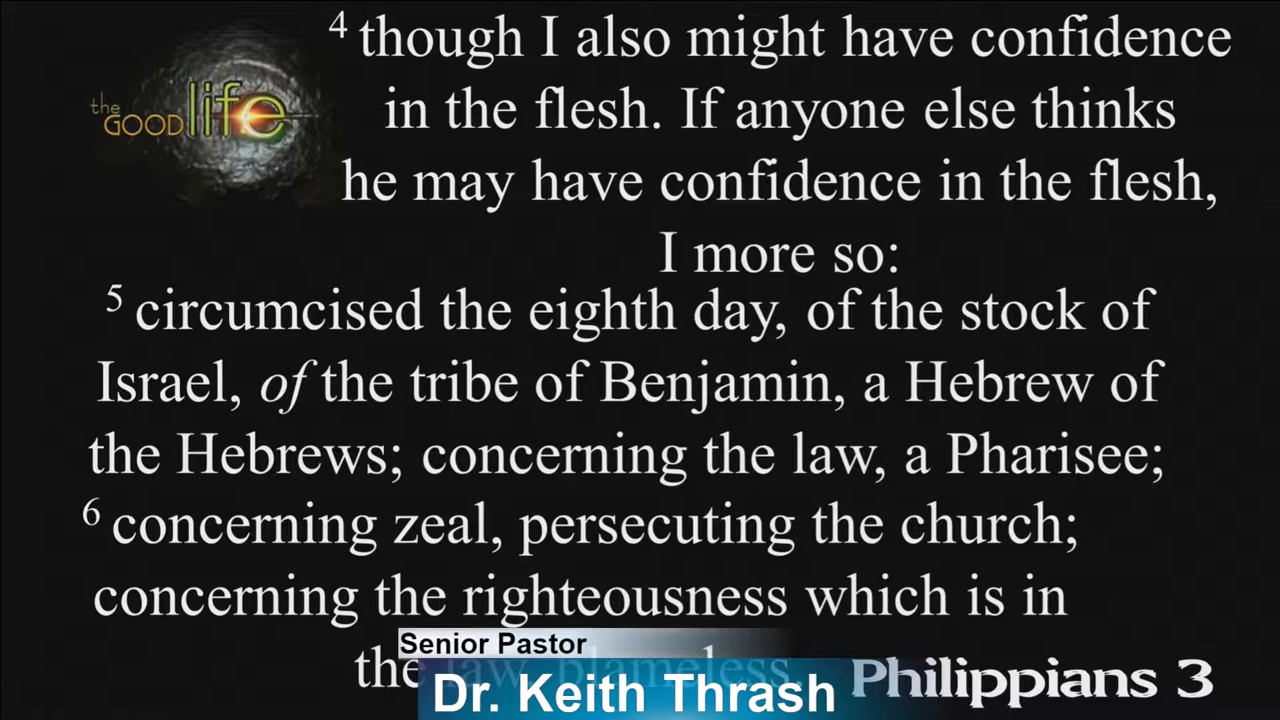 the
GOOD life
4 though I also might have confidence
in the flesh. If anyone else thinks
he may have confidence in the flesh,
I more so:
5 circumcised the eighth day, of the stock of
Israel, of the tribe of Benjamin, a Hebrew of
the Hebrews; concerning the law, a Pharisee;
6 concerning zeal, persecuting the church;
concerning the righteousness which is in
the law, blameless.
Senior Pastor
Dr. Keith Thrash
Philippians 3